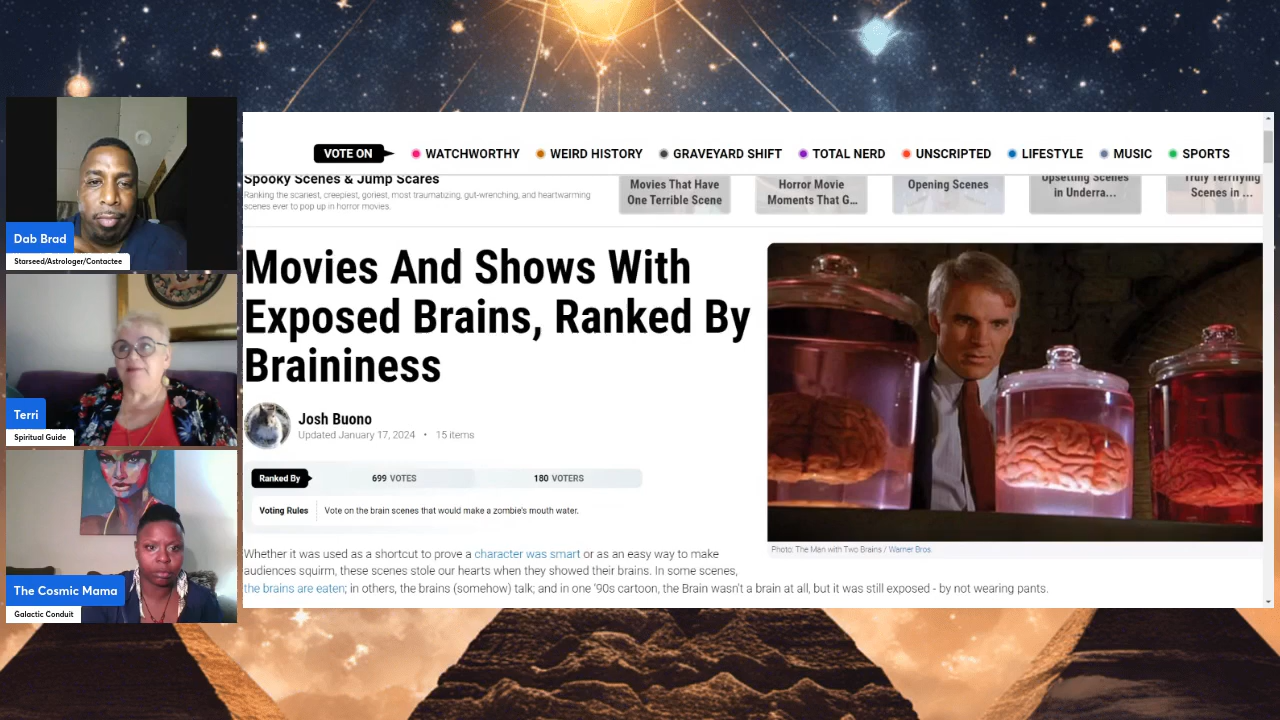 Dab Brad
Starseed/Astrologer/Contactee
Terri
Spiritual Guide
The Cosmic Mama
Galactic Conduit
VOTE ON
WATCHWORTHY
WEIRD HISTORY
GRAVEYARD SHIFT
TOTAL NERD
UNSCRIPTED
LIFESTYLE
MUSIC
SPORTS
Spooky Scenes & Jump Scares
Ranking the scariest, creepiest, goriest, most traumatizing, gut-wrenching, and heartwarming
scenes ever to pop up in horror movies.
Movies That Have
One Terrible Scene
Horror Movie
Moments That G...
Opening Scenes
Upsetting Scenes
in Underra...
Truly Terrifying
Scenes in ...
Movies And Shows With
Exposed Brains, Ranked By
Braininess
Josh Buono
Updated January 17, 2024 • 15 items
Ranked By
699 VOTES
180 VOTERS
Voting Rules
Vote on the brain scenes that would make a zombie's mouth water.
Photo: The Man with Two Brains / Warner Bros.
Whether it was used as a shortcut to prove a character was smart or as an easy way to make
audiences squirm, these scenes stole our hearts when they showed their brains. In some scenes,
the brains are eaten; in others, the brains (somehow) talk; and in one '90s cartoon, the Brain wasn't a brain at all, but it was still exposed - by not wearing pants.